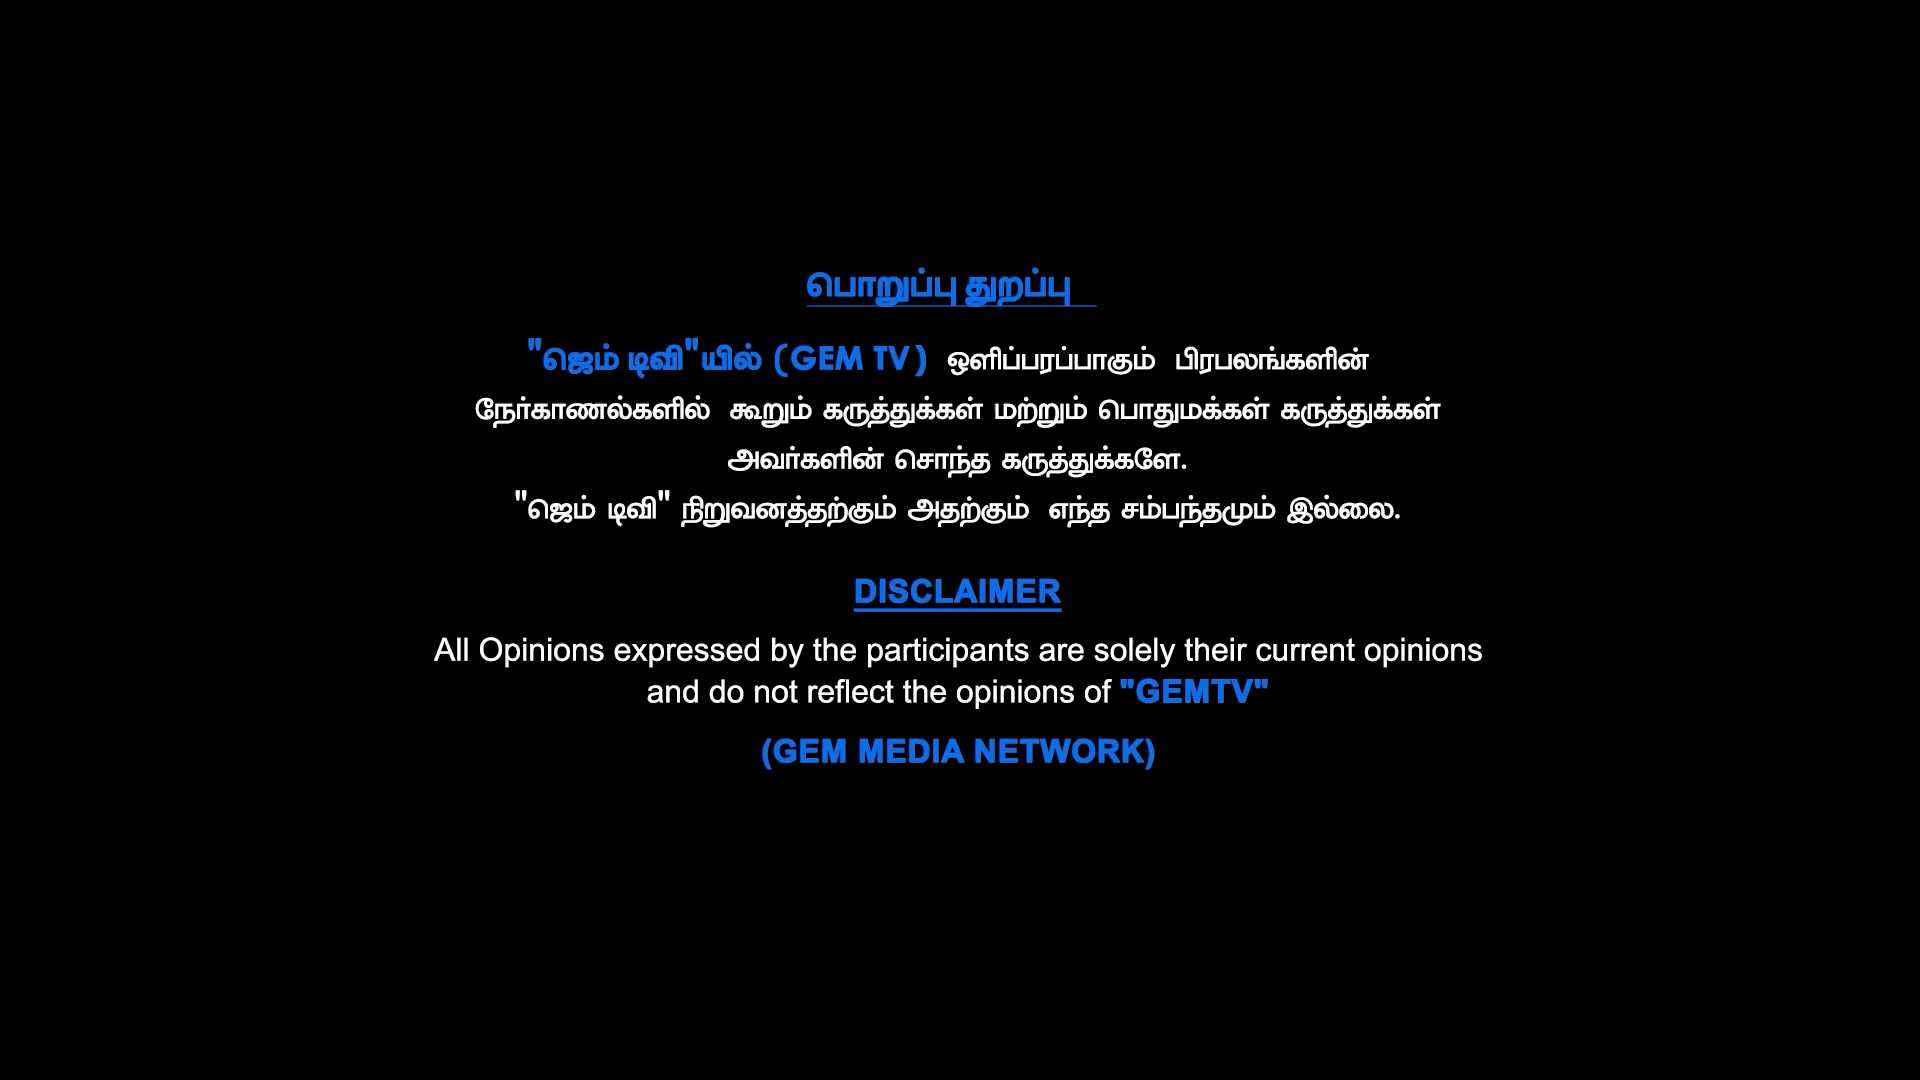 பொறுப்பு துறப்பு
"ஜெம் டிவி"யில் (GEM TV) ஒளிப்பரப்பாகும் பிரபலங்களின்
நேர்காணல்களில் கூறும் கருத்துக்கள் மற்றும் பொதுமக்கள் கருத்துக்கள்
அவர்களின் சொந்த கருத்துக்களே.
"ஜெம் டிவி" நிறுவனத்தற்கும் அதற்கும் எந்த சம்பந்தமும் இல்லை.
DISCLAIMER
All Opinions expressed by the participants are solely their current opinions
and do not reflect the opinions of "GEMTV"
(GEM MEDIA NETWORK)